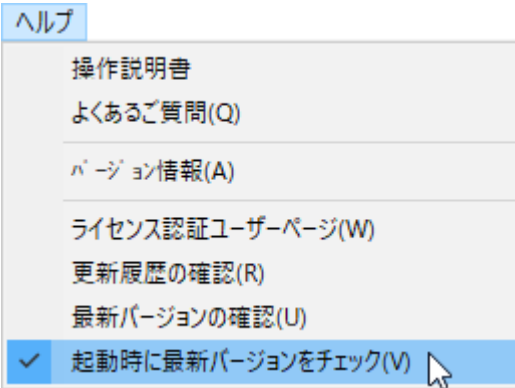 ヘルプ
操作説明書
よくあるご質問(Q)
ﾊﾞｰｼﾞｮﾝ情報(A)
ライセンス認証ユーザーページ(W)
更新履歴の確認(R)
最新バージョンの確認(U)
起動時に最新バージョンをチェック(V)